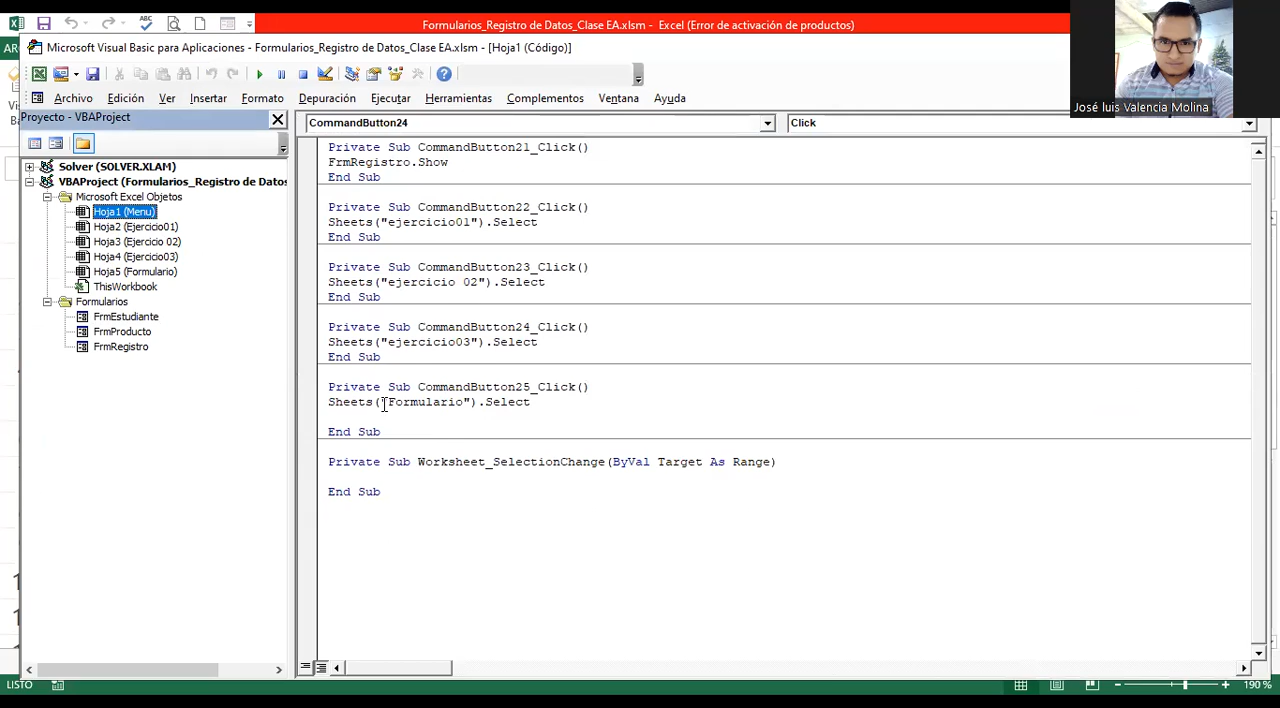 ABC
Formularios_Registro de Datos_Clase EA.xlsm - Excel (Error de activación de productos)
Microsoft Visual Basic para Aplicaciones - Formularios_Registro de Datos_Clase EA.xlsm - [Hoja1 (Código)]
Archivo Edición Ver Insertar Formato Depuración Ejecutar Herramientas Complementos Ventana Ayuda
José luis Valencia Molina
Proyecto - VBAProject
CommandButton24
Click
Solver (SOLVER.XLAM)
VBAProject (Formularios_Registro de Datos
Microsoft Excel Objetos
Hoja1 (Menu)
Hoja2 (Ejercicio01)
Hoja3 (Ejercicio 02)
Hoja4 (Ejercicio03)
Hoja5 (Formulario)
ThisWorkbook
Formularios
FrmEstudiante
FrmProducto
FrmRegistro
Private Sub CommandButton21_Click()
FrmRegistro.Show
End Sub
Private Sub CommandButton22_Click()
Sheets("ejercicio01").Select
End Sub
Private Sub CommandButton23_Click()
Sheets("ejercicio 02").Select
End Sub
Private Sub CommandButton24_Click()
Sheets("ejercicio03").Select
End Sub
Private Sub CommandButton25_Click()
Sheets("Formulario").Select
End Sub
Private Sub Worksheet_SelectionChange(ByVal Target As Range)
End Sub
LISTO
190 %